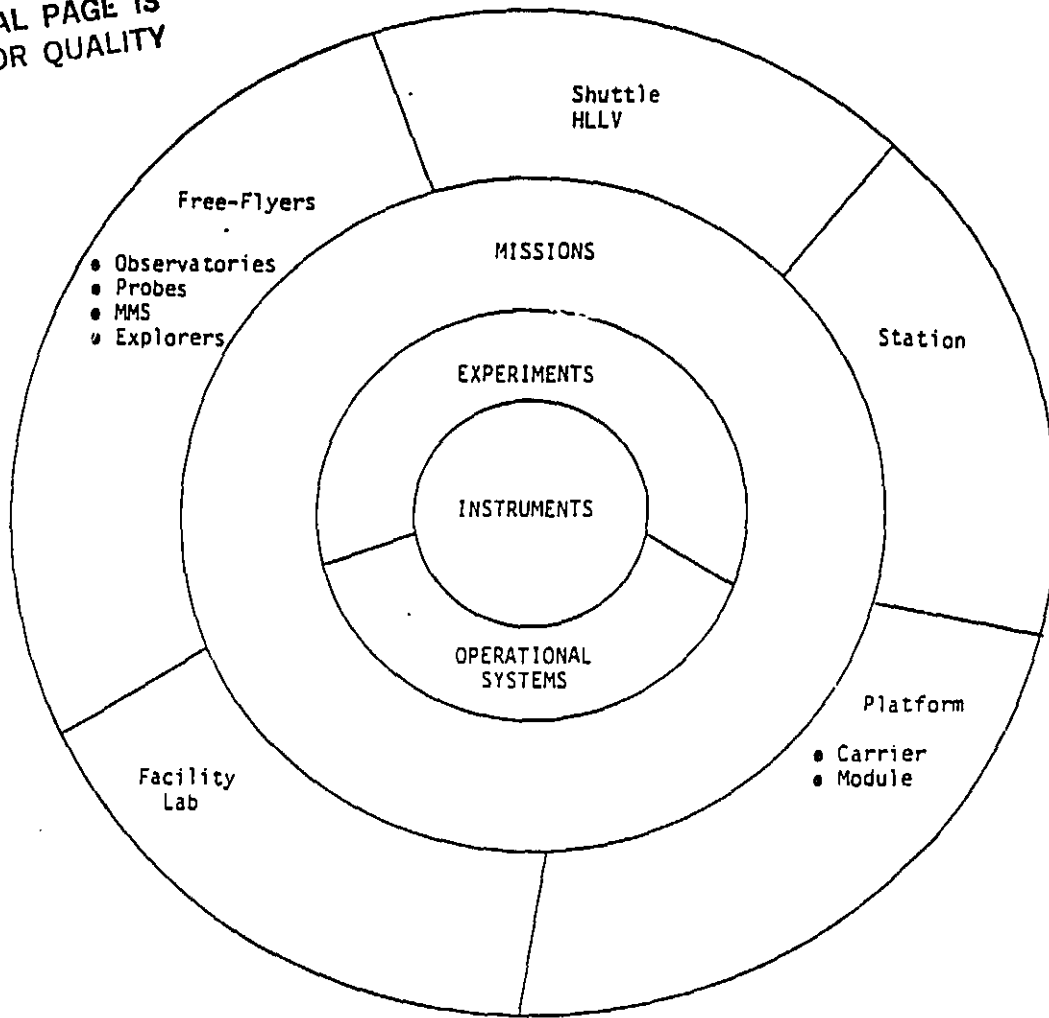 AL PAGE IS
OR QUALITY
Shuttle
HLLV
Free-Flyers
• Observatories
• Probes
• MMS
• Explorers
MISSIONS
Station
EXPERIMENTS
INSTRUMENTS
OPERATIONAL
SYSTEMS
Platform
• Carrier
• Module
Facility
Lab